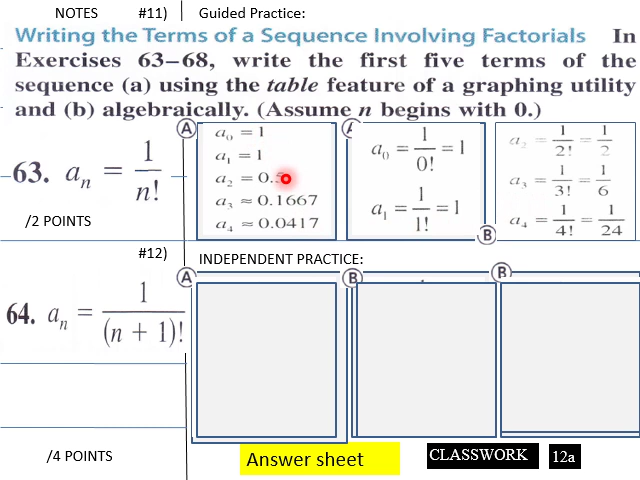 NOTES #11) Guided Practice:
Writing the Terms of a Sequence Involving Factorials In
Exercises 63–68, write the first five terms of the
sequence (a) using the table feature of a graphing utility
and (b) algebraically. (Assume n begins with 0.)
63. aₙ = 1/n!
/2 POINTS
A
a₀ = 1
a₁ = 1
a₂ = 0.
a₃ ≈ 0.1667
a₄ ≈ 0.0417
a₀ = 1/0! = 1
a₁ = 1/1! = 1
B
a₂ = 1/2! = 1/2
a₃ = 1/3! = 1/6
a₄ = 1/4! = 1/24
#12) INDEPENDENT PRACTICE:
64. aₙ = 1/(n + 1)!
A
B
B
/4 POINTS
Answer sheet
CLASSWORK 12a